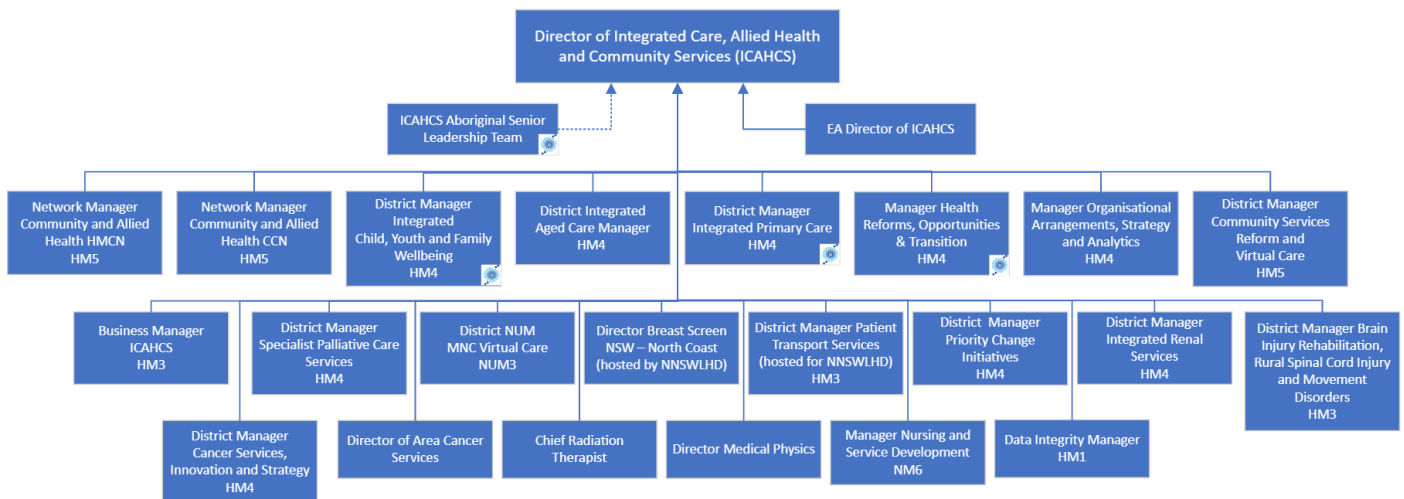 Director of Integrated Care, Allied Health
and Community Services (ICAHCS)
ICAHCS Aboriginal Senior
Leadership Team
EA Director of ICAHCS
Network Manager
Community and Allied
Health HMCN
HM5
Network Manager
Community and Allied
Health CCN
HM5
District Manager
Integrated
Child, Youth and Family
Wellbeing
HM4
District Integrated
Aged Care Manager
HM4
District Manager
Integrated Primary Care
HM4
Manager Health
Reforms, Opportunities
& Transition
HM4
Manager Organisational
Arrangements, Strategy
and Analytics
HM4
District Manager
Community Services
Reform and
Virtual Care
HM5
Business Manager
ICAHCS
HM3
District Manager
Specialist Palliative Care
Services
HM4
District NUM
MNC Virtual Care
NUM3
Director Breast Screen
NSW – North Coast
(hosted by NNSWLHD)
District Manager Patient
Transport Services
(hosted for NNSWLHD)
HM3
District Manager
Priority Change
Initiatives
HM4
District Manager
Integrated Renal
Services
HM4
District Manager Brain
Injury Rehabilitation,
Rural Spinal Cord Injury
and Movement
Disorders
HM3
District Manager
Cancer Services,
Innovation and Strategy
HM4
Director of Area Cancer
Services
Chief Radiation
Therapist
Director Medical Physics
Manager Nursing and
Service Development
NM6
Data Integrity Manager
HM1